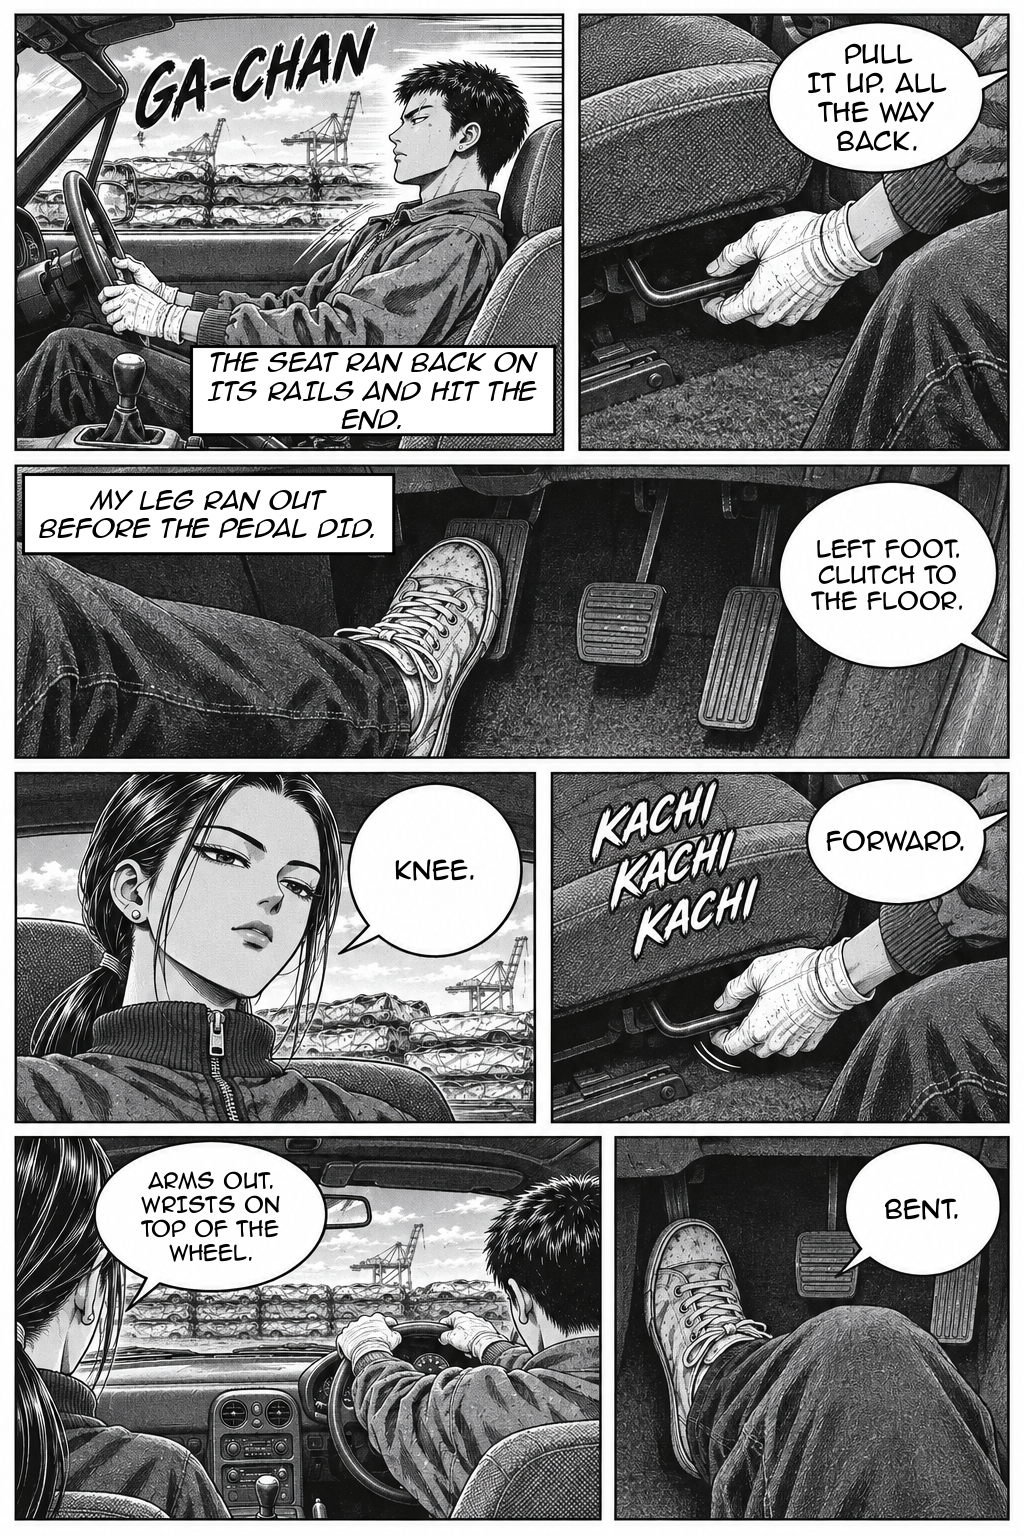 GA-CHAN
THE SEAT RAN BACK ON
ITS RAILS AND HIT THE
END.
PULL
IT UP. ALL
THE WAY
BACK.
MY LEG RAN OUT
BEFORE THE PEDAL DID.
LEFT FOOT.
CLUTCH TO
THE FLOOR.
KNEE.
KACHI
KACHI
KACHI
FORWARD.
ARMS OUT.
WRISTS ON
TOP OF THE
WHEEL.
BENT.